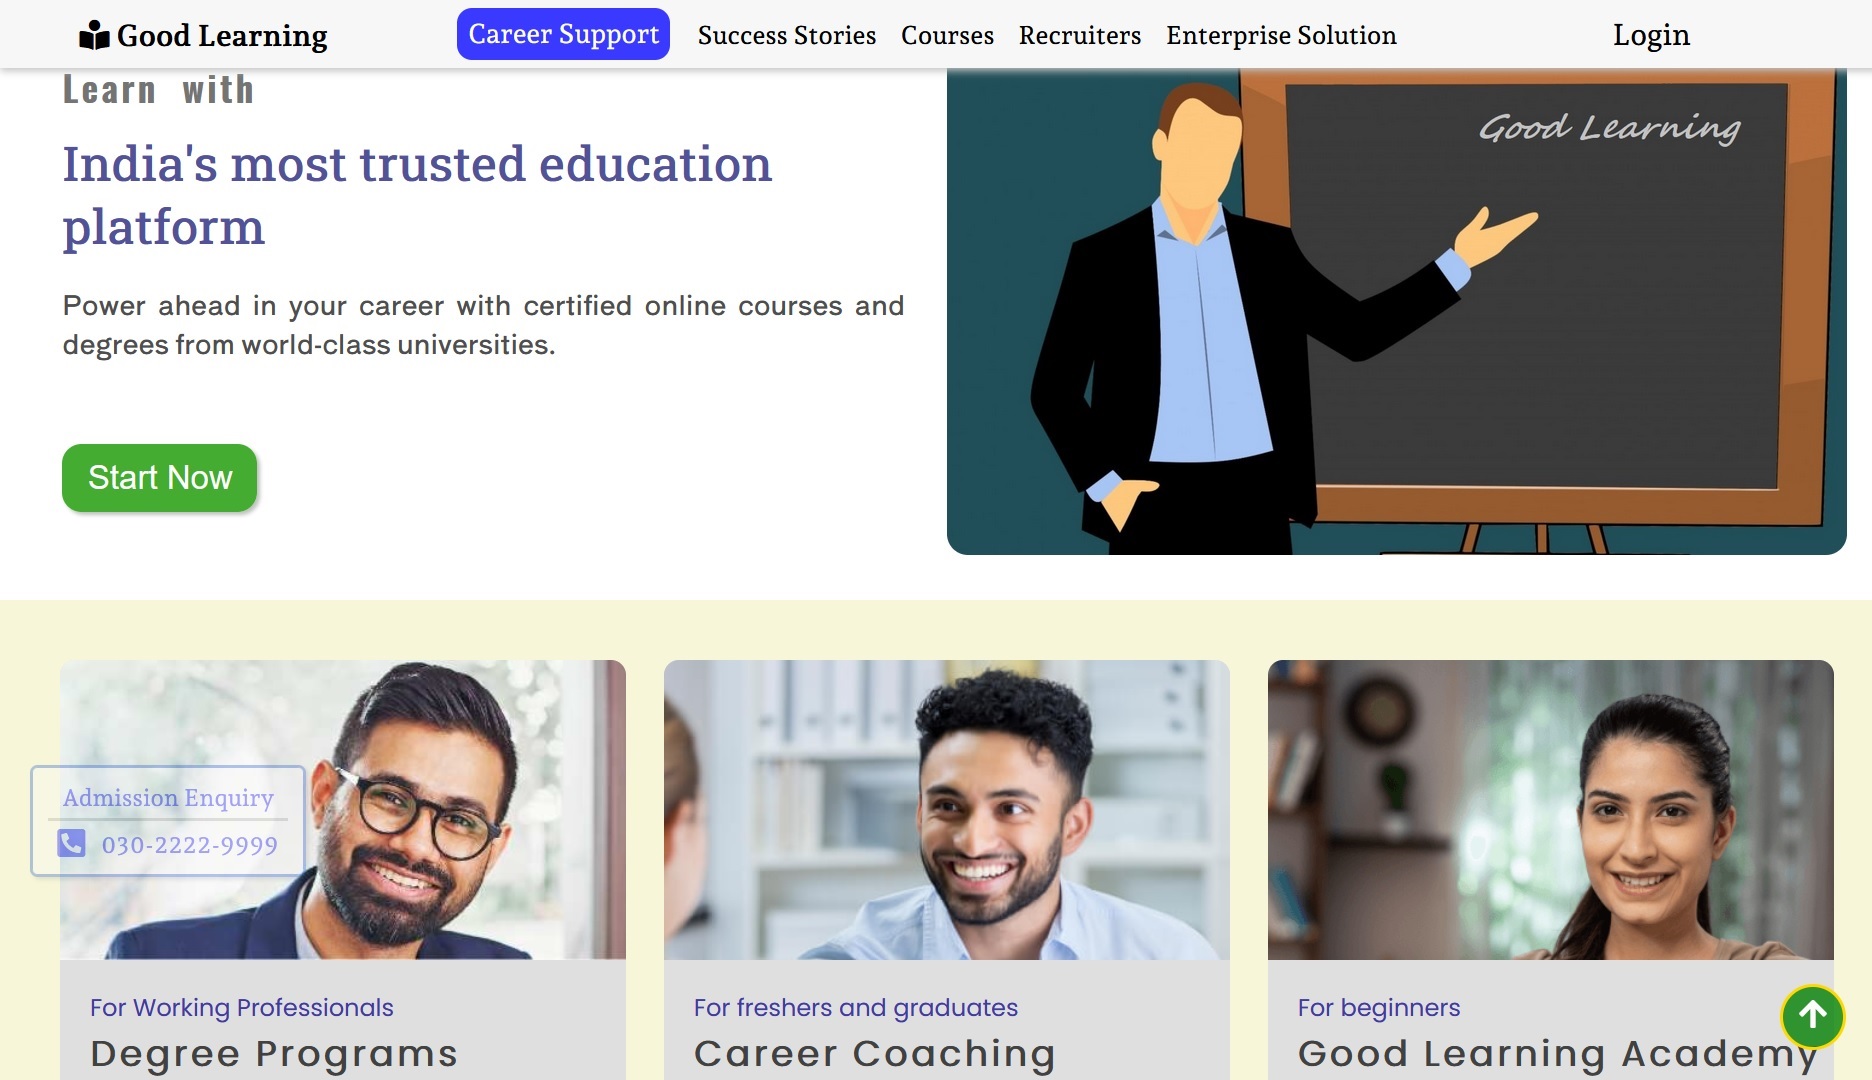 Good Learning
Career Support
Success Stories
Courses
Recruiters
Enterprise Solution
Login
Learn with
India's most trusted education
platform
Power ahead in your career with certified online courses and
degrees from world-class universities.
Start Now
Good Learning
Admission Enquiry
030-2222-9999
For Working Professionals
Degree Programs
For freshers and graduates
Career Coaching
For beginners
Good Learning Academy